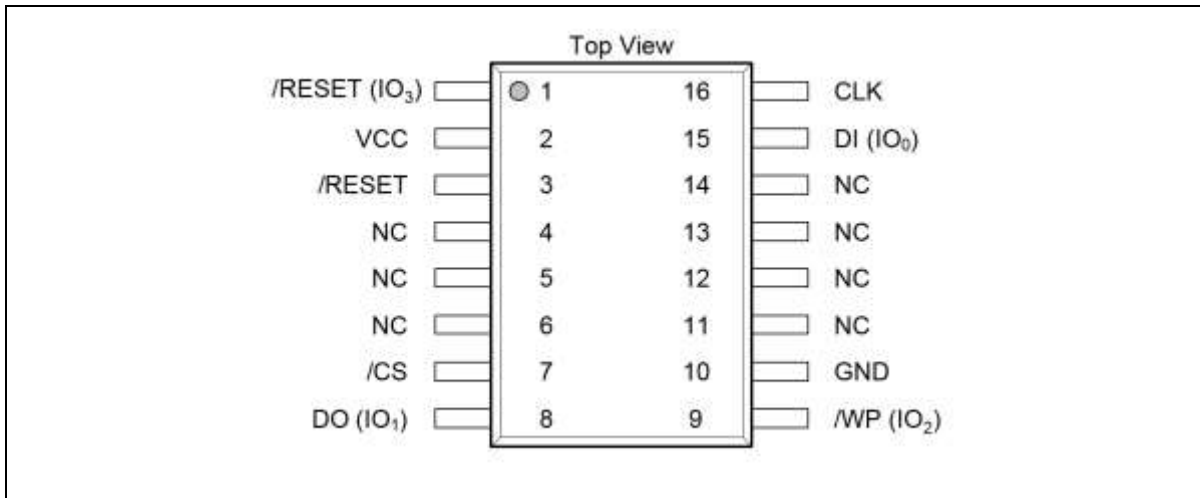 Top View
/RESET (IO₃) 1 16 CLK
VCC 2 15 DI (IO₀)
/RESET 3 14 NC
NC 4 13 NC
NC 5 12 NC
NC 6 11 NC
/CS 7 10 GND
DO (IO₁) 8 9 /WP (IO₂)